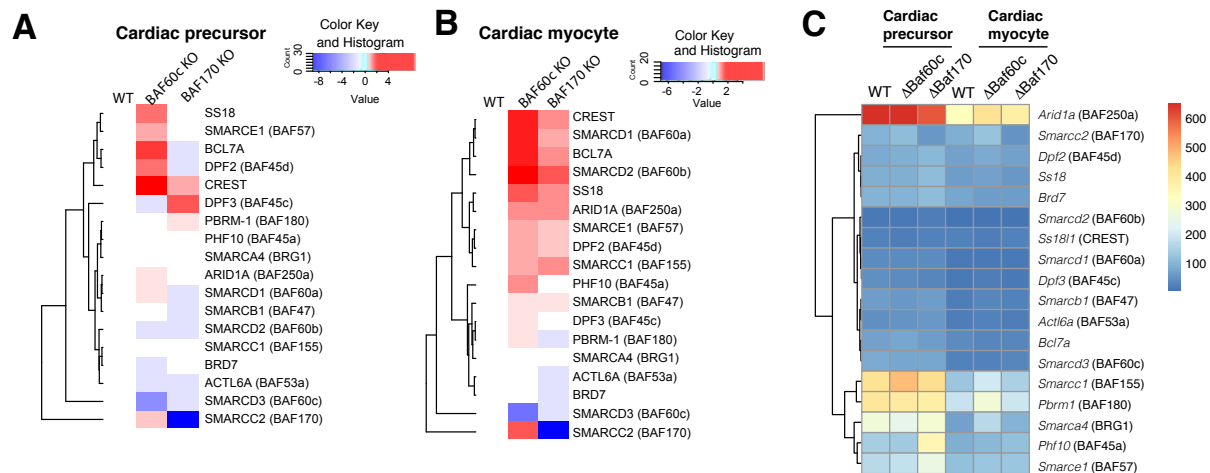 A
Cardiac precursor
WT
BAF60c KO
BAF170 KO
Color Key
and Histogram
Count
0
30
-8
-4
0
4
Value
SS18
SMARCE1 (BAF57)
BCL7A
DPF2 (BAF45d)
CREST
DPF3 (BAF45c)
PBRM-1 (BAF180)
PHF10 (BAF45a)
SMARCA4 (BRG1)
ARID1A (BAF250a)
SMARCD1 (BAF60a)
SMARCB1 (BAF47)
SMARCD2 (BAF60b)
SMARCC1 (BAF155)
BRD7
ACTL6A (BAF53a)
SMARCD3 (BAF60c)
SMARCC2 (BAF170)
B
Cardiac myocyte
WT
BAF60c KO
BAF170 KO
Color Key
and Histogram
Count
0
20
-6
-2
2
Value
CREST
SMARCD1 (BAF60a)
BCL7A
SMARCD2 (BAF60b)
SS18
ARID1A (BAF250a)
SMARCE1 (BAF57)
DPF2 (BAF45d)
SMARCC1 (BAF155)
PHF10 (BAF45a)
SMARCB1 (BAF47)
DPF3 (BAF45c)
PBRM-1 (BAF180)
SMARCA4 (BRG1)
ACTL6A (BAF53a)
BRD7
SMARCD3 (BAF60c)
SMARCC2 (BAF170)
C
Cardiac
precursor
Cardiac
myocyte
WT
ΔBaf60c
ΔBaf170
WT
ΔBaf60c
ΔBaf170
Arid1a (BAF250a)
Smarcc2 (BAF170)
Dpf2 (BAF45d)
Ss18
Brd7
Smarcd2 (BAF60b)
Ss18l1 (CREST)
Smarcd1 (BAF60a)
Dpf3 (BAF45c)
Smarcb1 (BAF47)
Actl6a (BAF53a)
Bcl7a
Smarcd3 (BAF60c)
Smarcc1 (BAF155)
Pbrm1 (BAF180)
Smarca4 (BRG1)
Phf10 (BAF45a)
Smarce1 (BAF57)
600
500
400
300
200
100